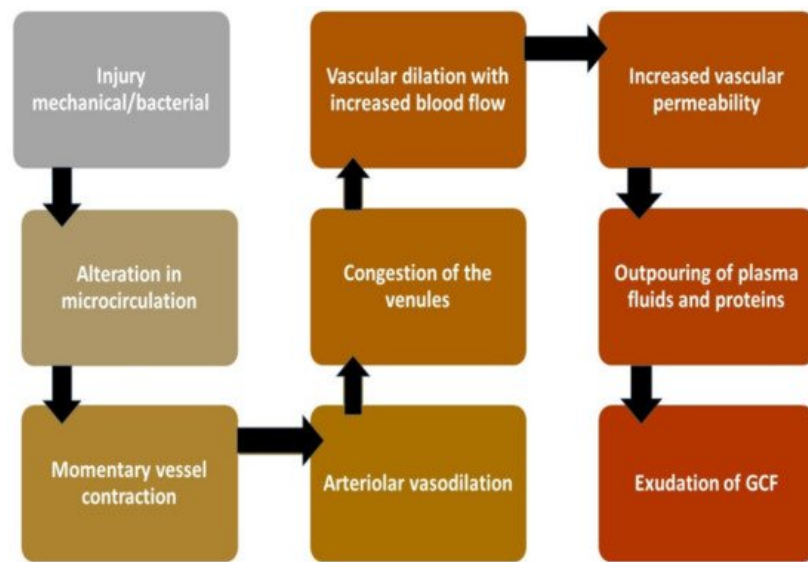 Injury
mechanical/bacterial
Alteration in
microcirculation
Momentary vessel
contraction
Arteriolar vasodilation
Congestion of the
venules
Vascular dilation with
increased blood flow
Increased vascular
permeability
Outpouring of plasma
fluids and proteins
Exudation of GCF